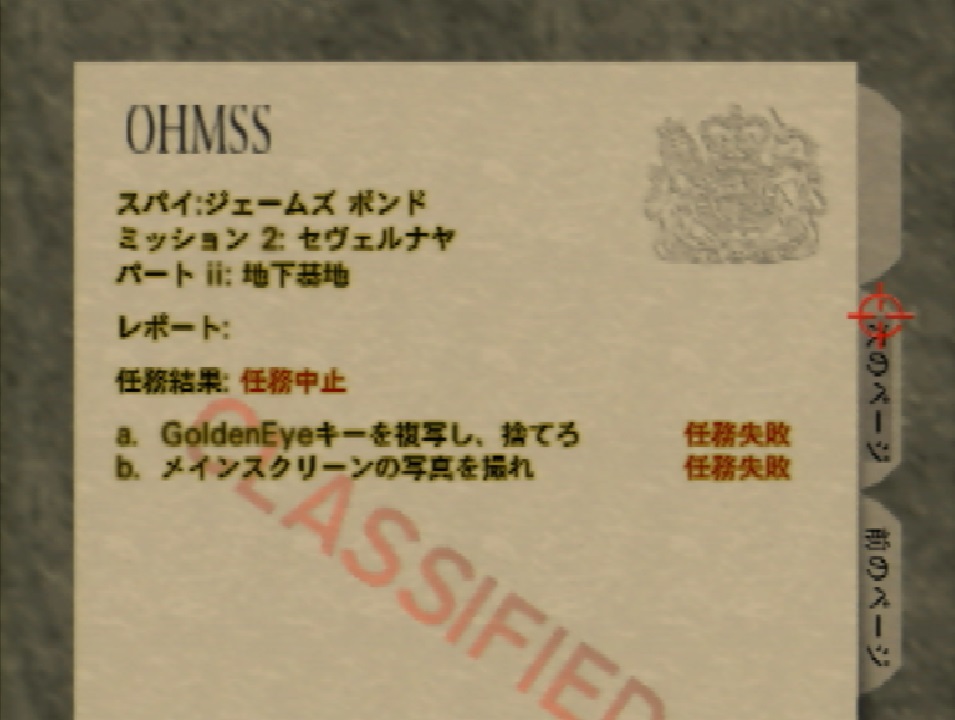 OHMSS
スパイ:ジェームズ ボンド
ミッション 2: セヴェルナヤ
パート ii: 地下基地
レポート:
任務結果: 任務中止
a. GoldenEyeキーを複写し、捨てろ 任務失敗
b. メインスクリーンの写真を撮れ 任務失敗
CLASSIFIED
次のページ
前のページ